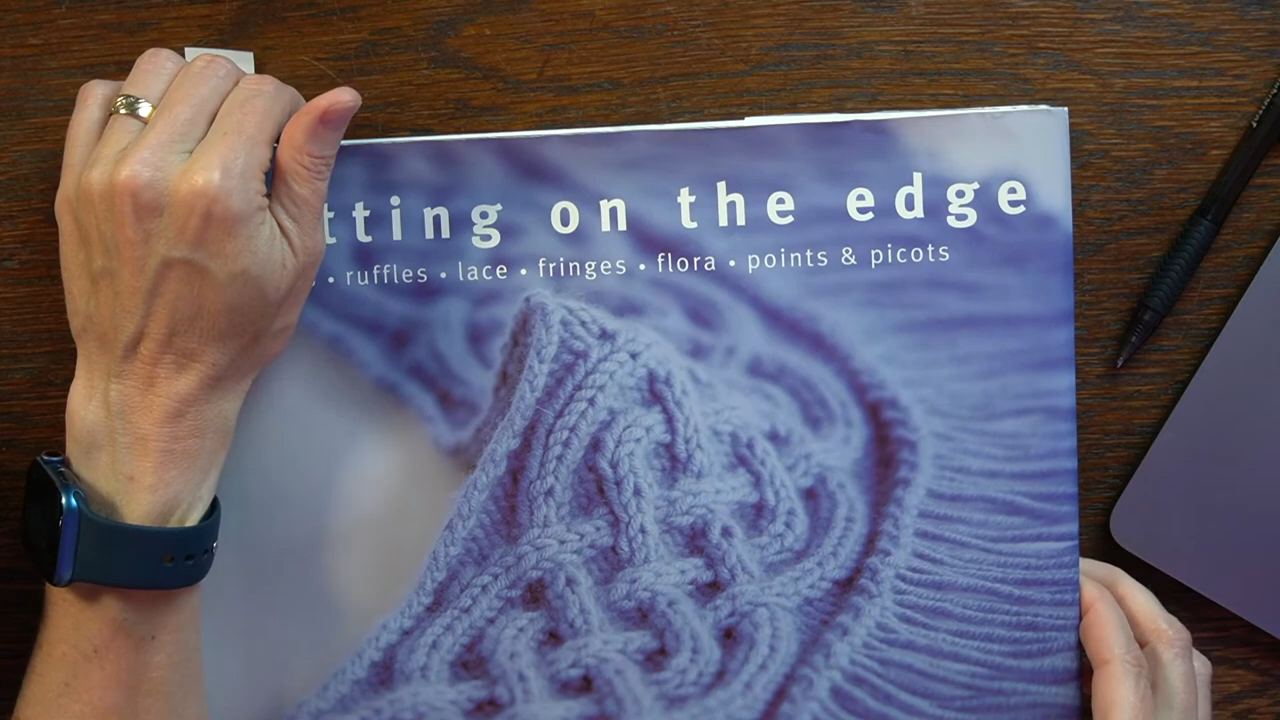 tting on the edge
• ruffles • lace • fringes • flora • points & picots